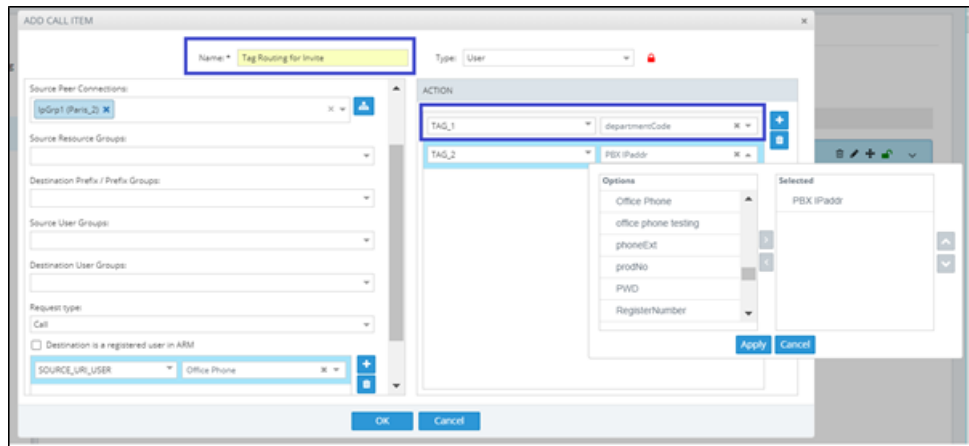 ADD CALL ITEM ×
Name: * Tag Routing for Invite Type: User
Source Peer Connections:
IpGrp1 (Paris_2) ✖
Source Resource Groups:
Destination Prefix / Prefix Groups:
Source User Groups:
Destination User Groups:
Request type:
Call
Destination is a registered user in ARM
SOURCE_URI_USER Office Phone
ACTION
TAG_1 departmentCode
TAG_2 PBX IPaddr
Options
Office Phone
office phone testing
phoneExt
prodNo
PWD
RegisterNumber
Selected
PBX IPaddr
Apply Cancel
OK Cancel